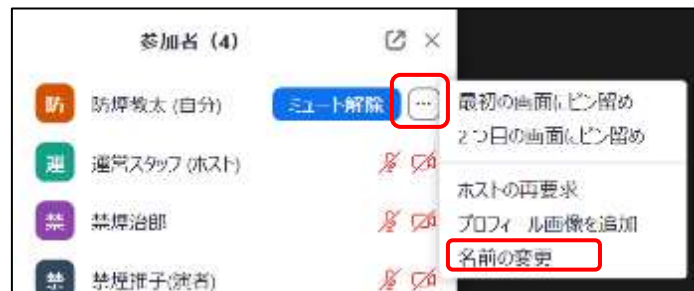 参加者 (4)
防 防煙教太 (自分) ミュート解除 …
運 運営スタッフ (ホスト)
禁 禁煙治郎
禁 禁煙推子(演者)
最初の画面にピン留め
2つ目の画面にピン留め
ホストの再要求
プロフィール画像を追加
名前の変更